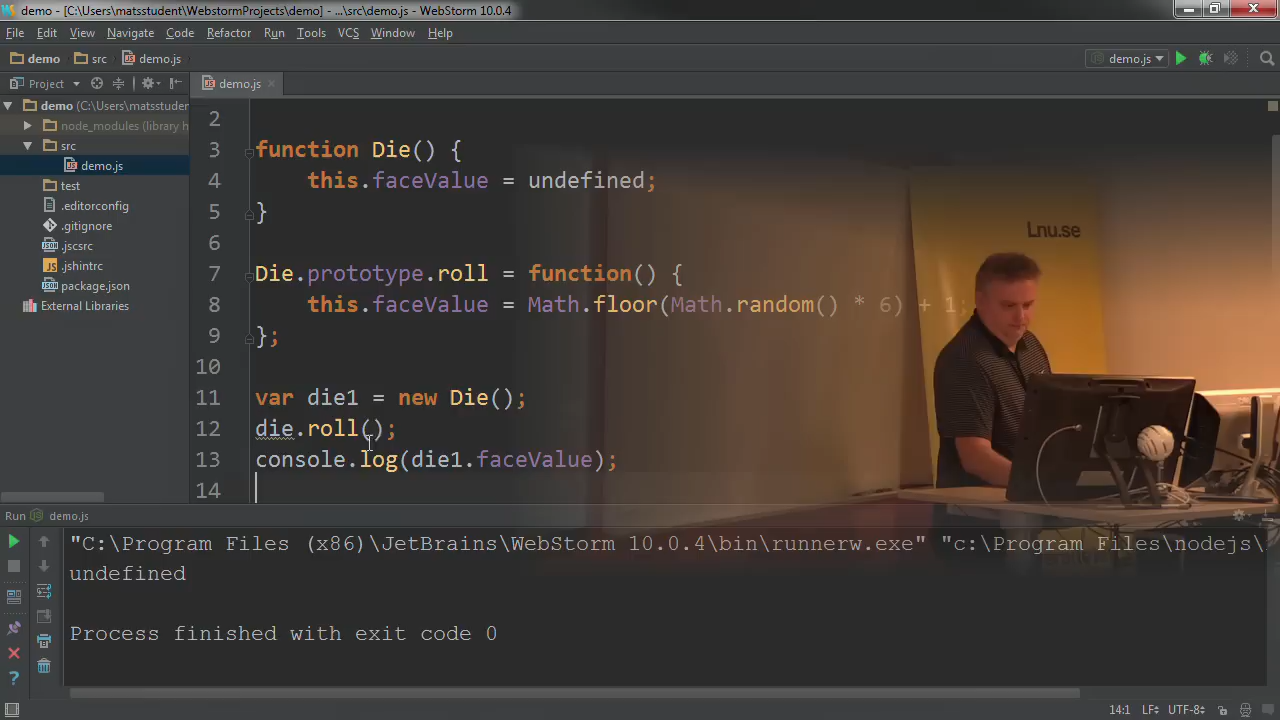 demo - [C:\Users\matsstudent\WebstormProjects\demo] - ...\src\demo.js - WebStorm 10.0.4
File Edit View Navigate Code Refactor Run Tools VCS Window Help
demo src demo.js demo.js
Project demo.js
demo (C:\Users\matsstuden
node_modules (library h
src
demo.js
test
.editorconfig
.gitignore
.jscsrc
.jshintrc
package.json
External Libraries
2
3 function Die() {
4 this.faceValue = undefined;
5 }
6
7 Die.prototype.roll = function() {
8 this.faceValue = Math.floor(Math.random() * 6) + 1;
9 };
10
11 var die1 = new Die();
12 die.roll();
13 console.log(die1.faceValue);
14
Lnu.se
Run demo.js
"C:\Program Files (x86)\JetBrains\WebStorm 10.0.4\bin\runnerw.exe" "c:\Program Files\nodejs\
undefined
Process finished with exit code 0
14:1 LF UTF-8